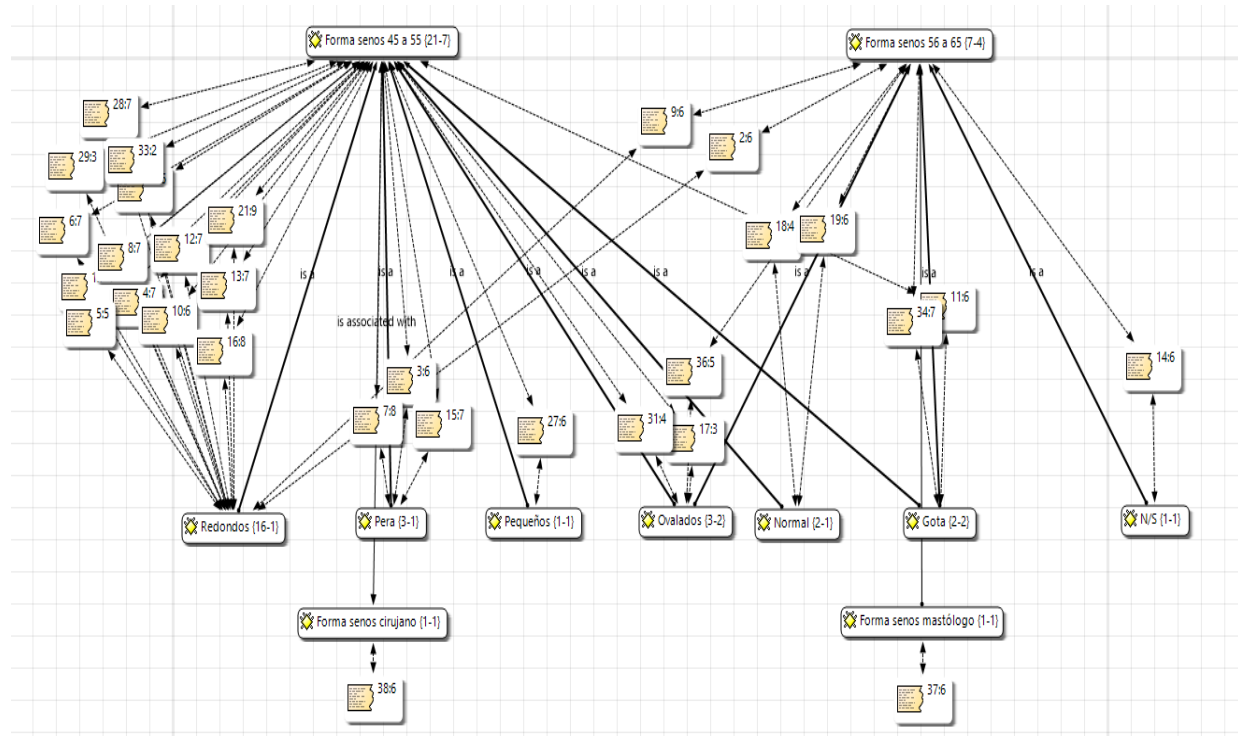 Forma senos 45 a 55 {21-7}
Forma senos 56 a 65 {7-4}
28:7
9:6
33:2
2:6
29:3
21:9
6:7
18:4
19:6
12:7
8:7
is a
is a
is a
is a
is a
is a
is a
is a
is a
13:7
4:7
11:6
10:6
34:7
5:5
is associated with
16:8
14:6
36:5
3:6
7:8
15:7
27:6
31:4
17:3
Redondos {16-1}
Pera {3-1}
Pequeños {1-1}
Ovalados {3-2}
Normal {2-1}
Gota {2-2}
N/S {1-1}
Forma senos cirujano {1-1}
Forma senos mastólogo {1-1}
38:6
37:6